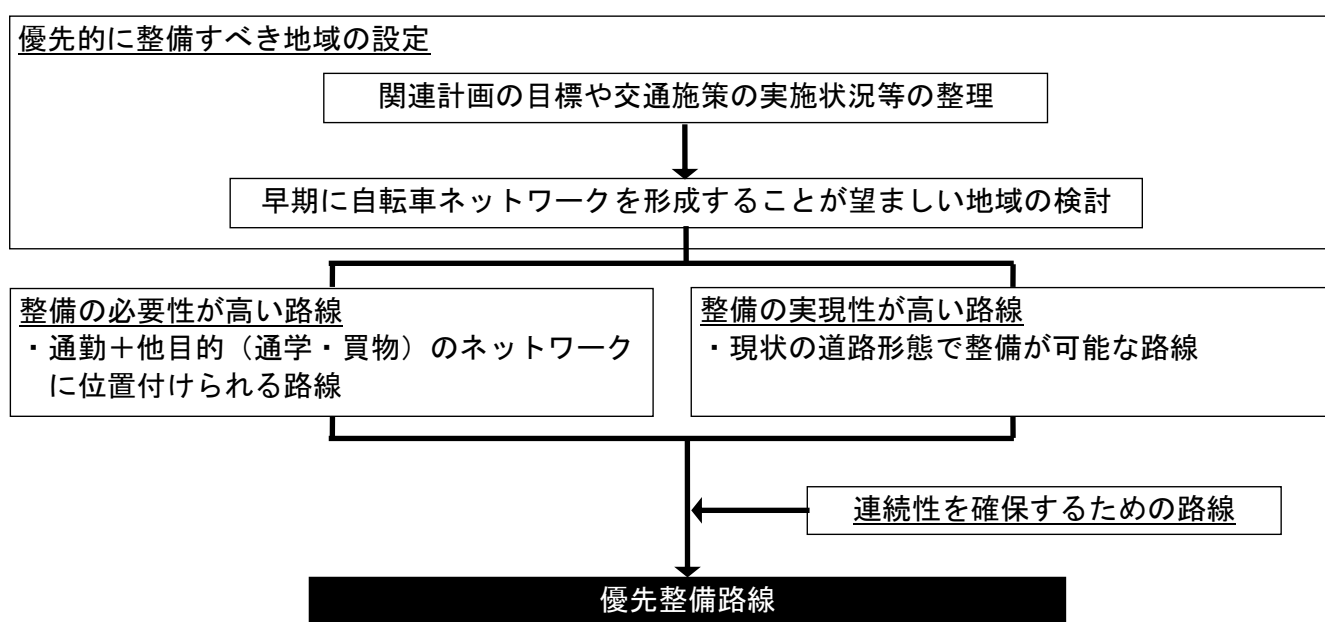 優先的に整備すべき地域の設定
関連計画の目標や交通施策の実施状況等の整理
早期に自転車ネットワークを形成することが望ましい地域の検討
整備の必要性が高い路線
・通勤＋他目的（通学・買物）のネットワーク
に位置付けられる路線
整備の実現性が高い路線
・現状の道路形態で整備が可能な路線
連続性を確保するための路線
優先整備路線